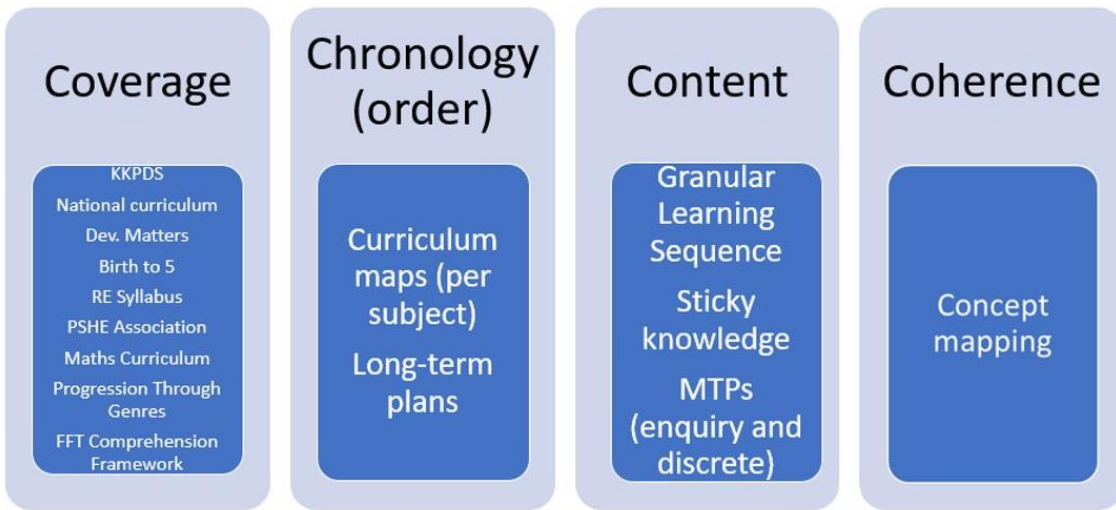 Coverage
KKPDS
National curriculum
Dev. Matters
Birth to 5
RE Syllabus
PSHE Association
Maths Curriculum
Progression Through
Genres
FFT Comprehension
Framework
Chronology
(order)
Curriculum
maps (per
subject)
Long-term
plans
Content
Granular
Learning
Sequence
Sticky
knowledge
MTPs
(enquiry and
discrete)
Coherence
Concept
mapping